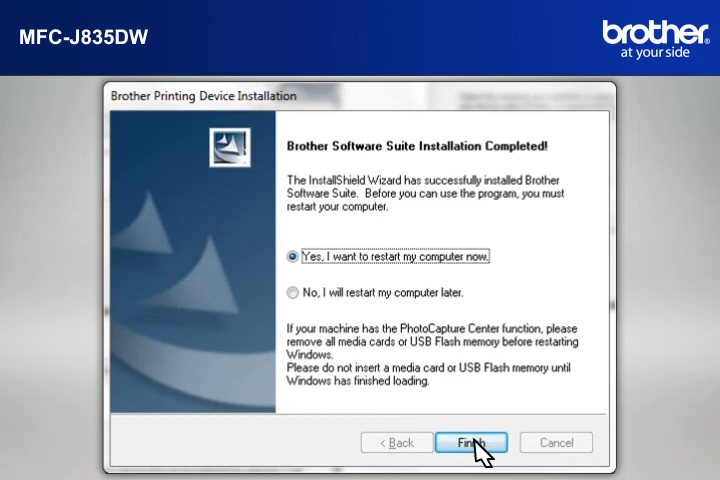 MFC-J835DW
brother
at your side
Brother Printing Device Installation
Brother Software Suite Installation Completed!
The InstallShield Wizard has successfully installed Brother
Software Suite. Before you can use the program, you must
restart your computer.
Yes, I want to restart my computer now.
No, I will restart my computer later.
If your machine has the PhotoCapture Center function, please
remove all media cards or USB Flash memory before restarting
Windows.
Please do not insert a media card or USB Flash memory until
Windows has finished loading.
< Back
Finish
Cancel